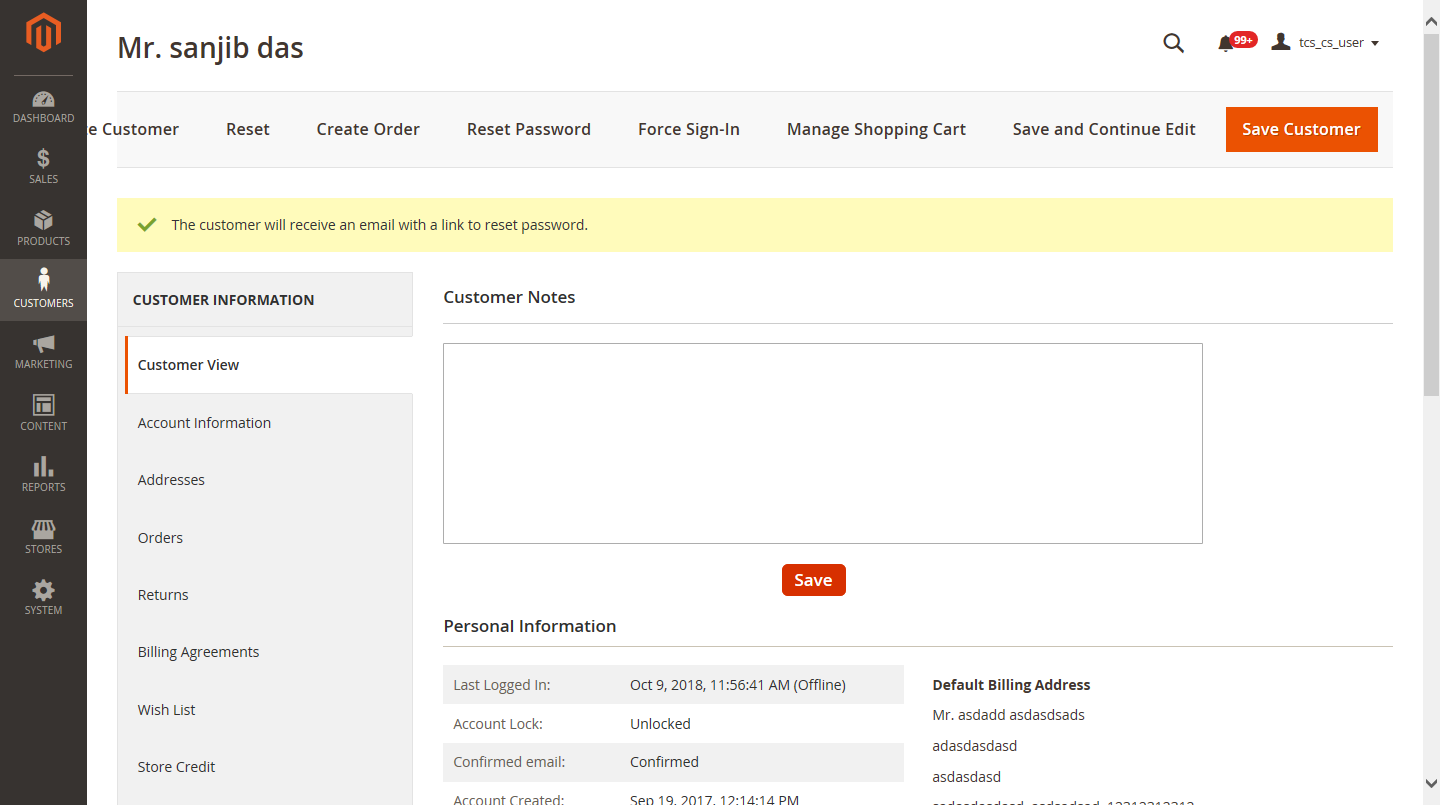 Mr. sanjib das
99+
tcs_cs_user
DASHBOARD
SALES
PRODUCTS
CUSTOMERS
MARKETING
CONTENT
REPORTS
STORES
SYSTEM
e Customer Reset Create Order Reset Password Force Sign-In Manage Shopping Cart Save and Continue Edit Save Customer
The customer will receive an email with a link to reset password.
CUSTOMER INFORMATION
Customer View
Account Information
Addresses
Orders
Returns
Billing Agreements
Wish List
Store Credit
Customer Notes
Save
Personal Information
Last Logged In: Oct 9, 2018, 11:56:41 AM (Offline)
Account Lock: Unlocked
Confirmed email: Confirmed
Account Created: Sep 19, 2017, 12:14:14 PM
Default Billing Address
Mr. asdadd asdasdsads
adasdasdasd
asdasdasd